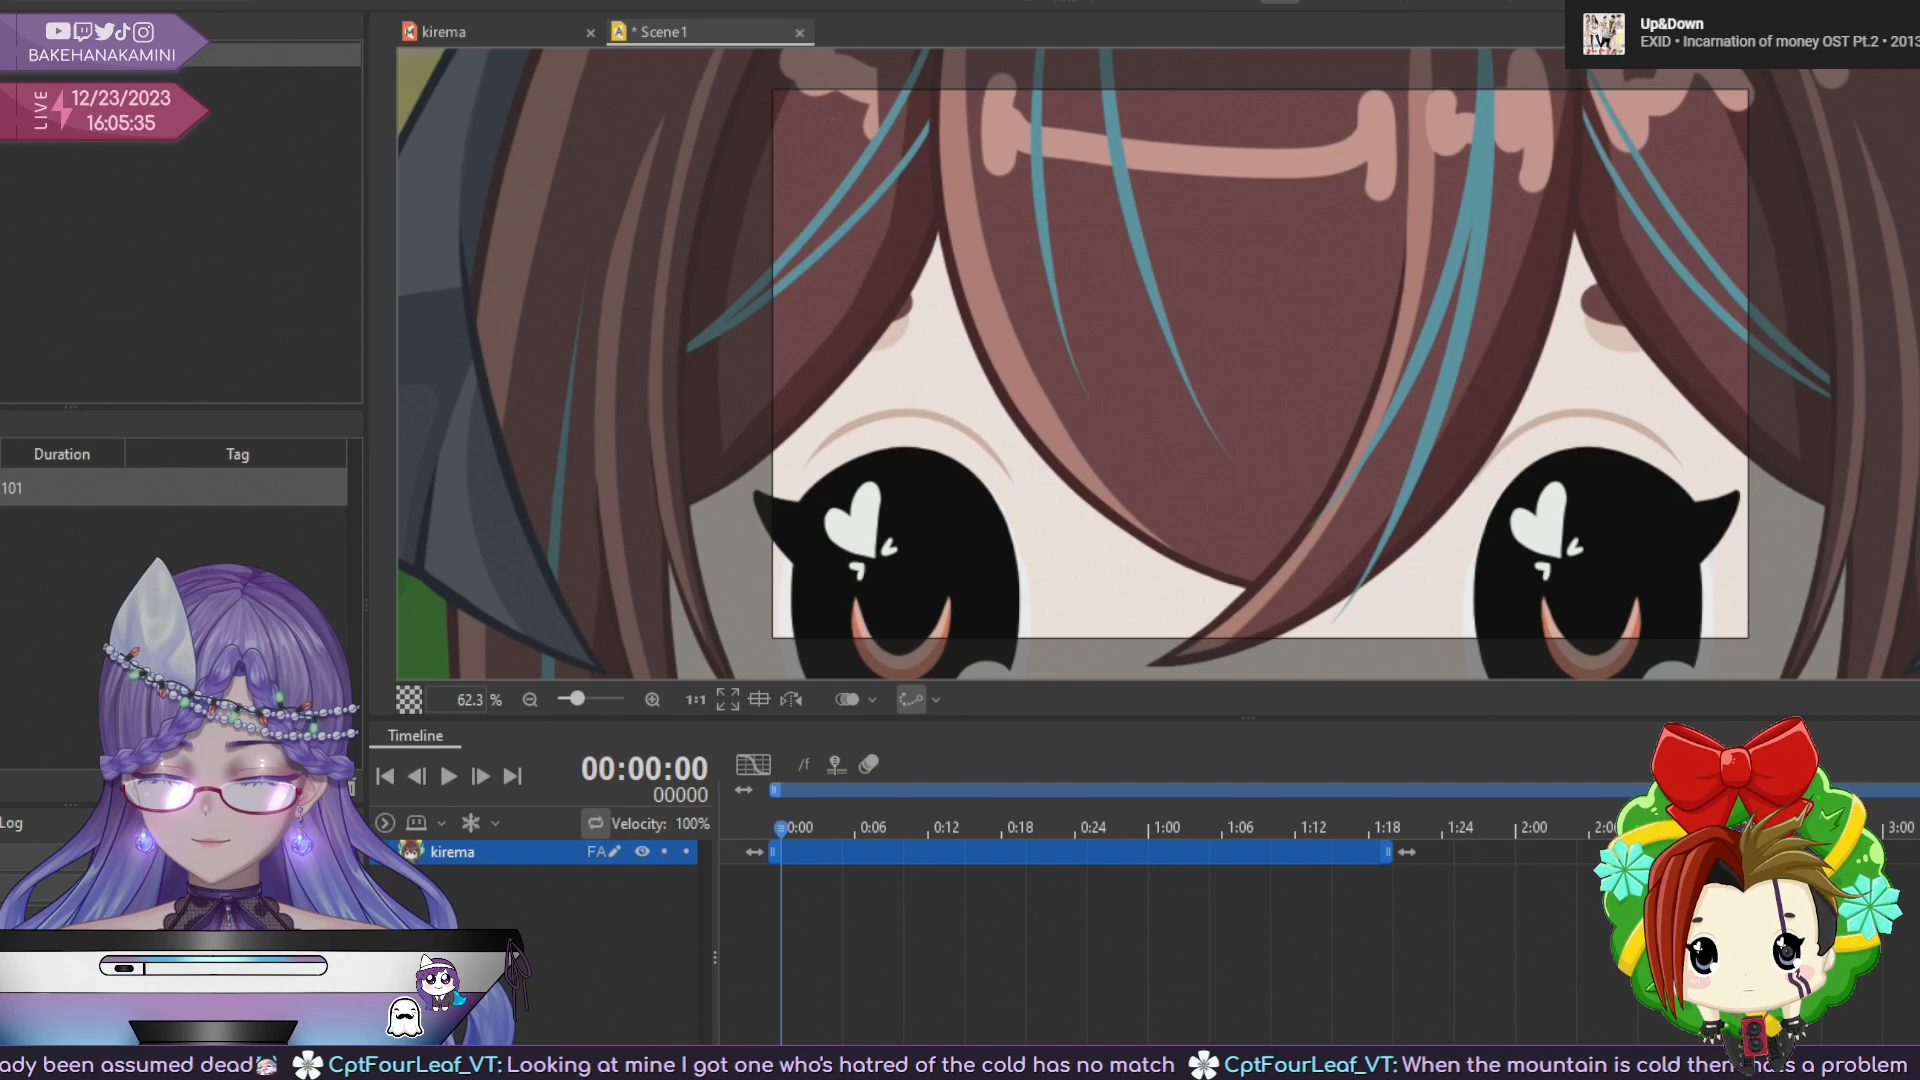 BAKEHANAKAMINI
LIVE
12/23/2023
16:05:35
kirema
* Scene1
Up&Down
EXID • Incarnation of money OST Pt.2 • 2013
Duration
Tag
101
62.3 %
1:1
Timeline
00:00:00
00000
/f
Log
Velocity: 100%
0:00
0:06
0:12
0:18
0:24
1:00
1:06
1:12
1:18
1:24
2:00
3:00
kirema
FA
ady been assumed dead CptFourLeaf_VT: Looking at mine I got one who's hatred of the cold has no match CptFourLeaf_VT: When the mountain is cold then a problem